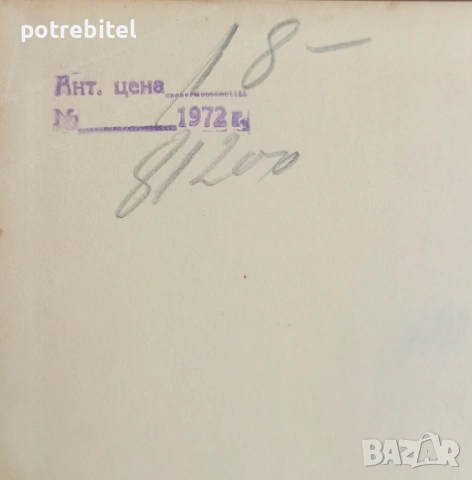 potrebitel
18-
Ант. цена
№ 1972 г.
81200
BAZAR